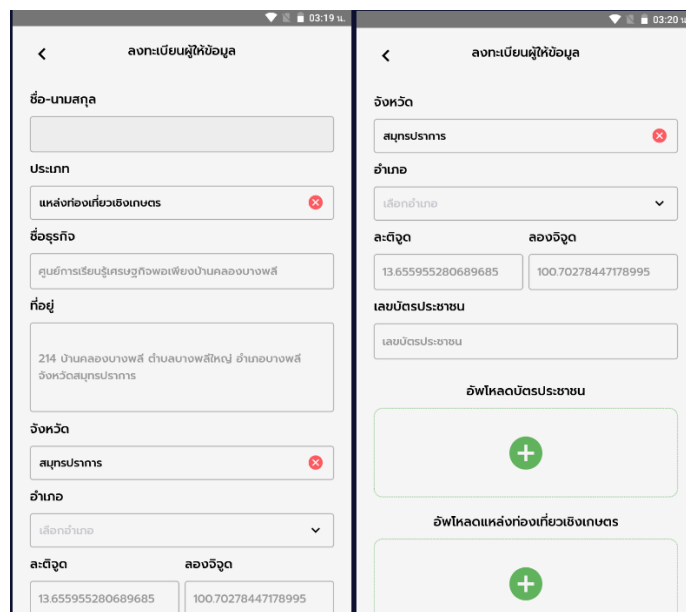 03:19 น.
ลงทะเบียนผู้ให้ข้อมูล
ชื่อ-นามสกุล
ประเภท
แหล่งท่องเที่ยวเชิงเกษตร
ชื่อธุรกิจ
ศูนย์การเรียนรู้เศรษฐกิจพอเพียงบ้านคลองบางพลี
ที่อยู่
214 บ้านคลองบางพลี ตำบลบางพลีใหญ่ อำเภอบางพลี
จังหวัดสมุทรปราการ
จังหวัด
สมุทรปราการ
อำเภอ
เลือกอำเภอ
ละติจูด ลองจิจูด
13.655955280689685 100.70278447178995
03:20 น
ลงทะเบียนผู้ให้ข้อมูล
จังหวัด
สมุทรปราการ
อำเภอ
เลือกอำเภอ
ละติจูด ลองจิจูด
13.655955280689685 100.70278447178995
เลขบัตรประชาชน
เลขบัตรประชาชน
อัพโหลดบัตรประชาชน
อัพโหลดแหล่งท่องเที่ยวเชิงเกษตร